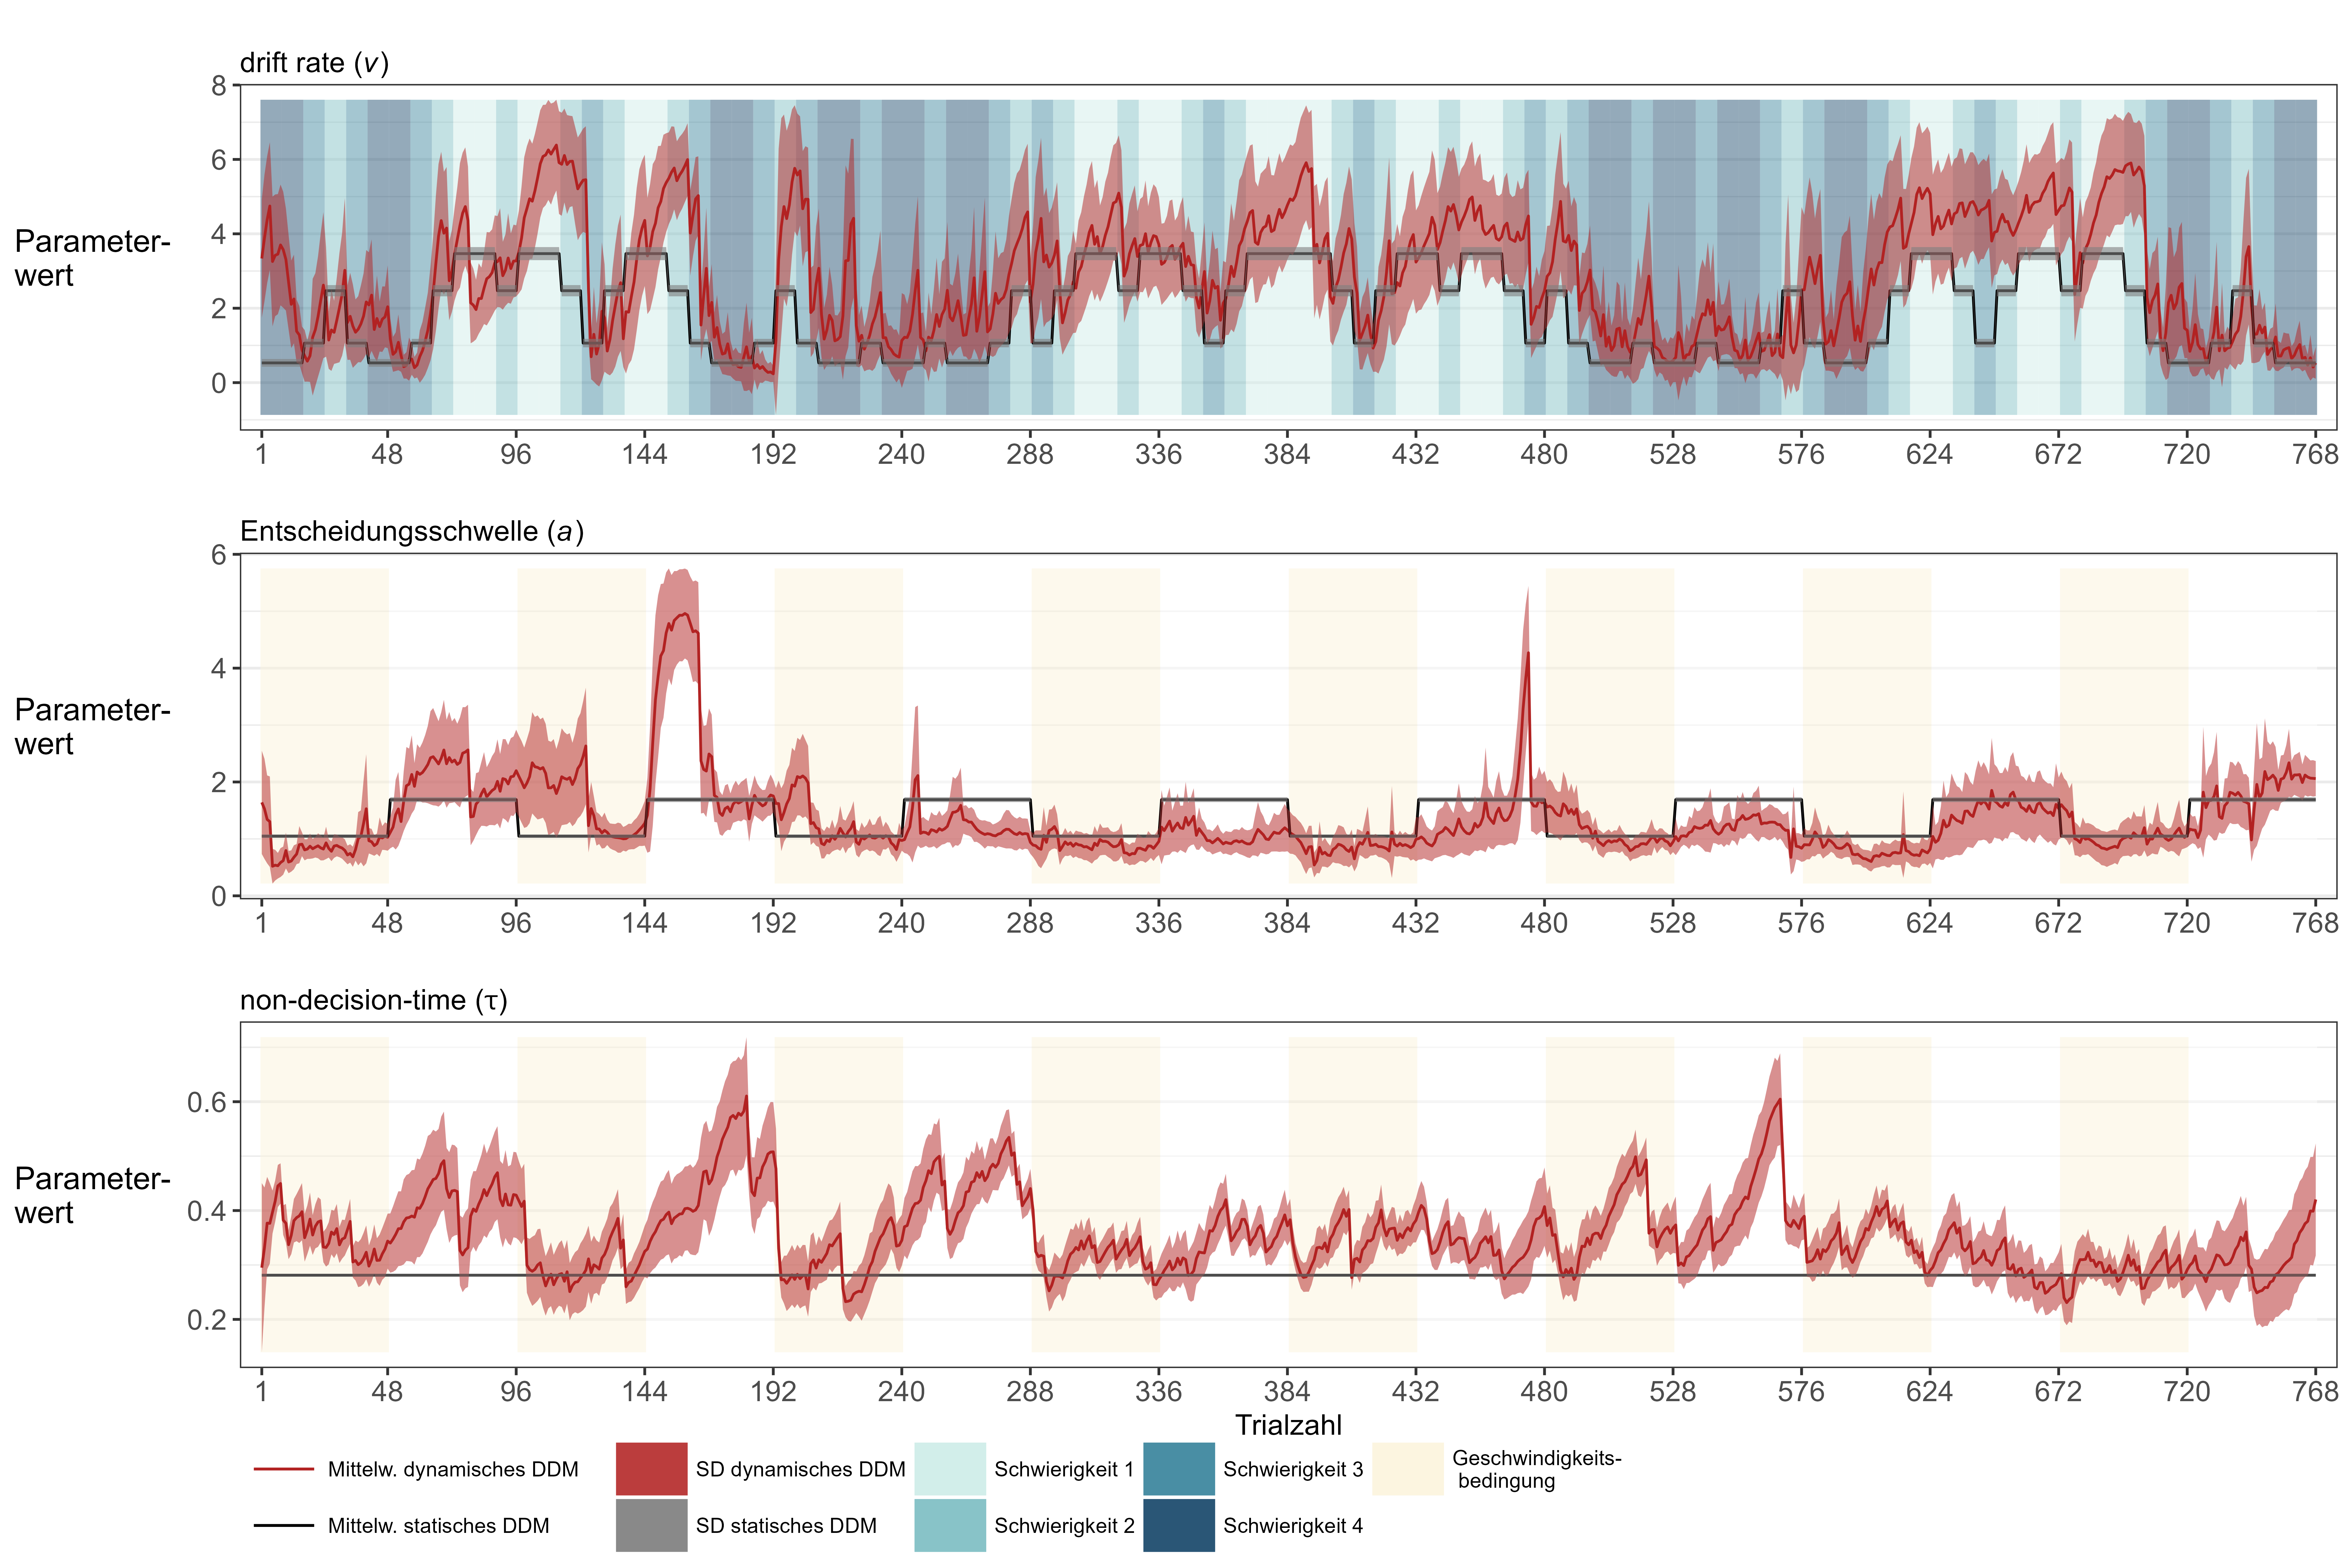 drift rate (v)
8
6
4
2
0
Parameter-
wert
1 48 96 144 192 240 288 336 384 432 480 528 576 624 672 720 768
Entscheidungsschwelle (a)
6
4
2
0
Parameter-
wert
1 48 96 144 192 240 288 336 384 432 480 528 576 624 672 720 768
non-decision-time (τ)
0.6
0.4
0.2
Parameter-
wert
1 48 96 144 192 240 288 336 384 432 480 528 576 624 672 720 768
Trialzahl
Mittelw. dynamisches DDM
Mittelw. statisches DDM
SD dynamisches DDM
SD statisches DDM
Schwierigkeit 1
Schwierigkeit 2
Schwierigkeit 3
Schwierigkeit 4
Geschwindigkeits-
bedingung